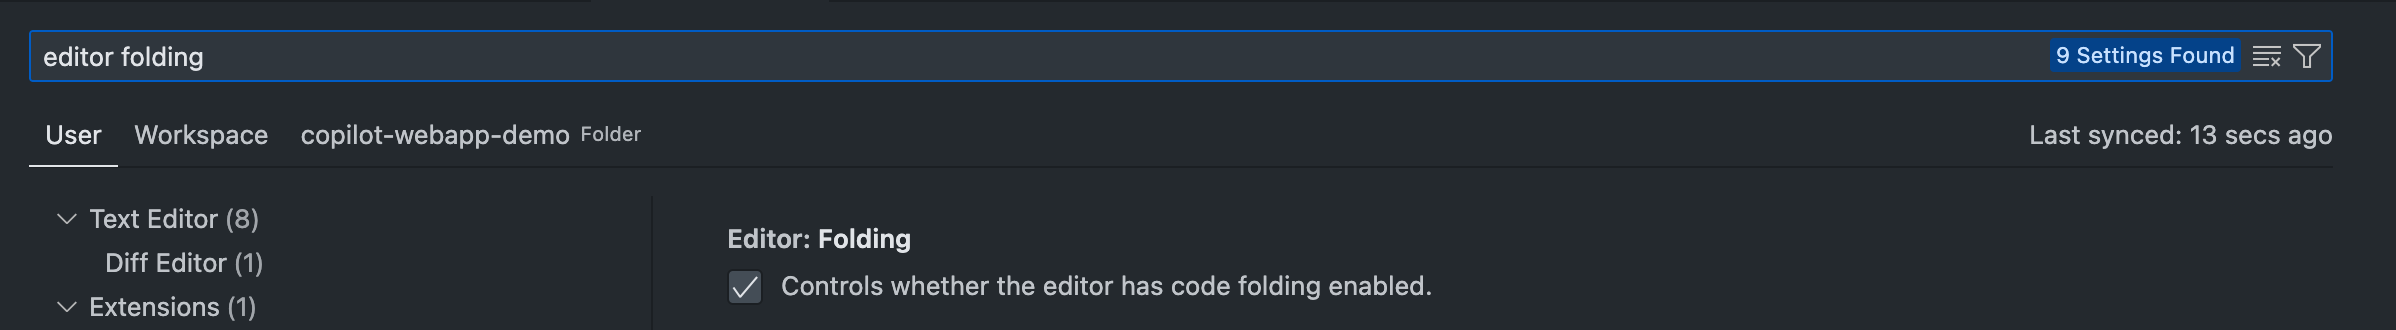 editor folding 9 Settings Found
User Workspace copilot-webapp-demo Folder Last synced: 13 secs ago
Text Editor (8)
Diff Editor (1)
Extensions (1)
Editor: Folding
Controls whether the editor has code folding enabled.